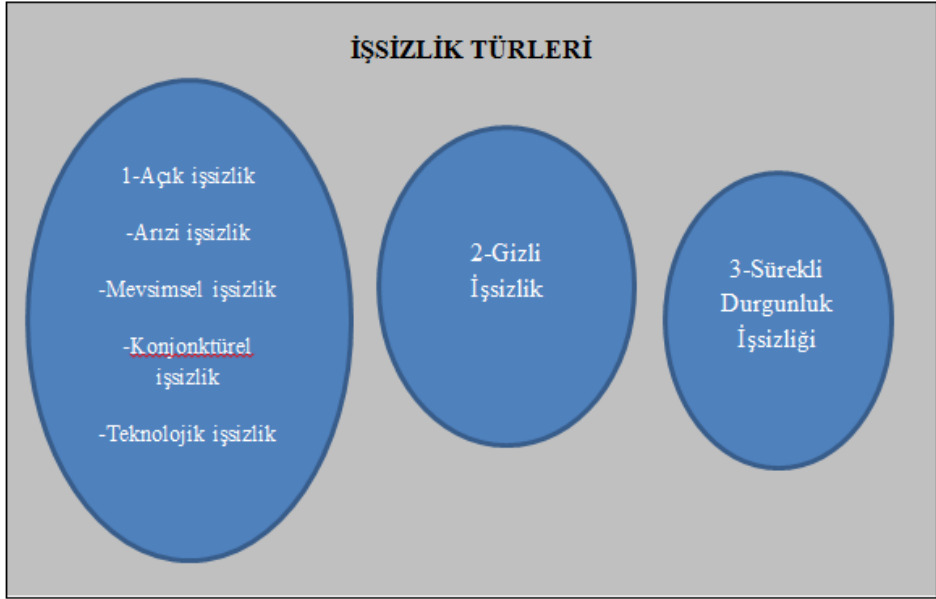 İŞSİZLİK TÜRLERİ
1-Açık işsizlik
-Arızi işsizlik
-Mevsimsel işsizlik
-Konjonktürel
işsizlik
-Teknolojik işsizlik
2-Gizli
İşsizlik
3-Sürekli
Durgunluk
İşsizliği